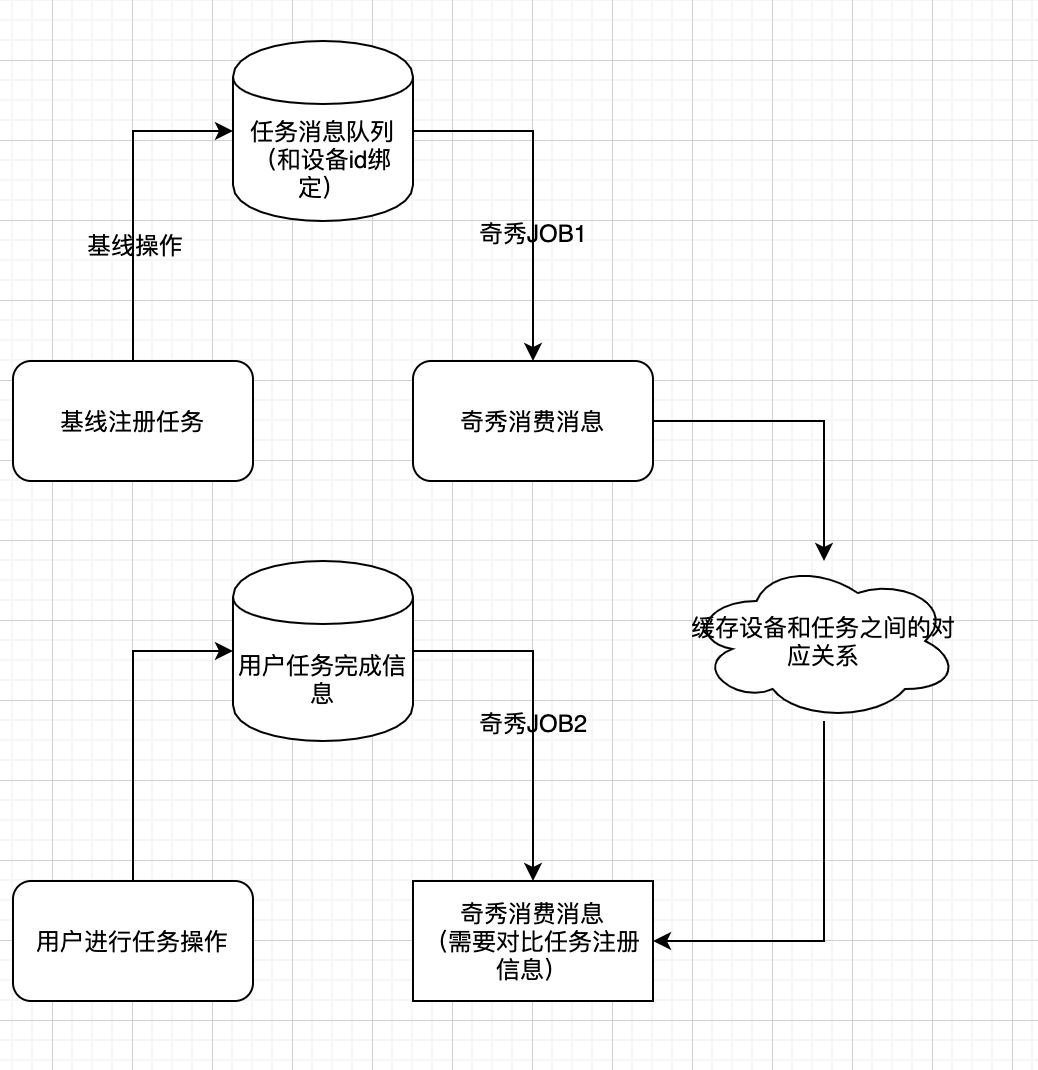 任务消息队列
（和设备id绑
定）
基线操作
奇秀JOB1
基线注册任务
奇秀消费消息
缓存设备和任务之间的对
应关系
用户任务完成信
息
奇秀JOB2
用户进行任务操作
奇秀消费消息
（需要对比任务注册
信息）